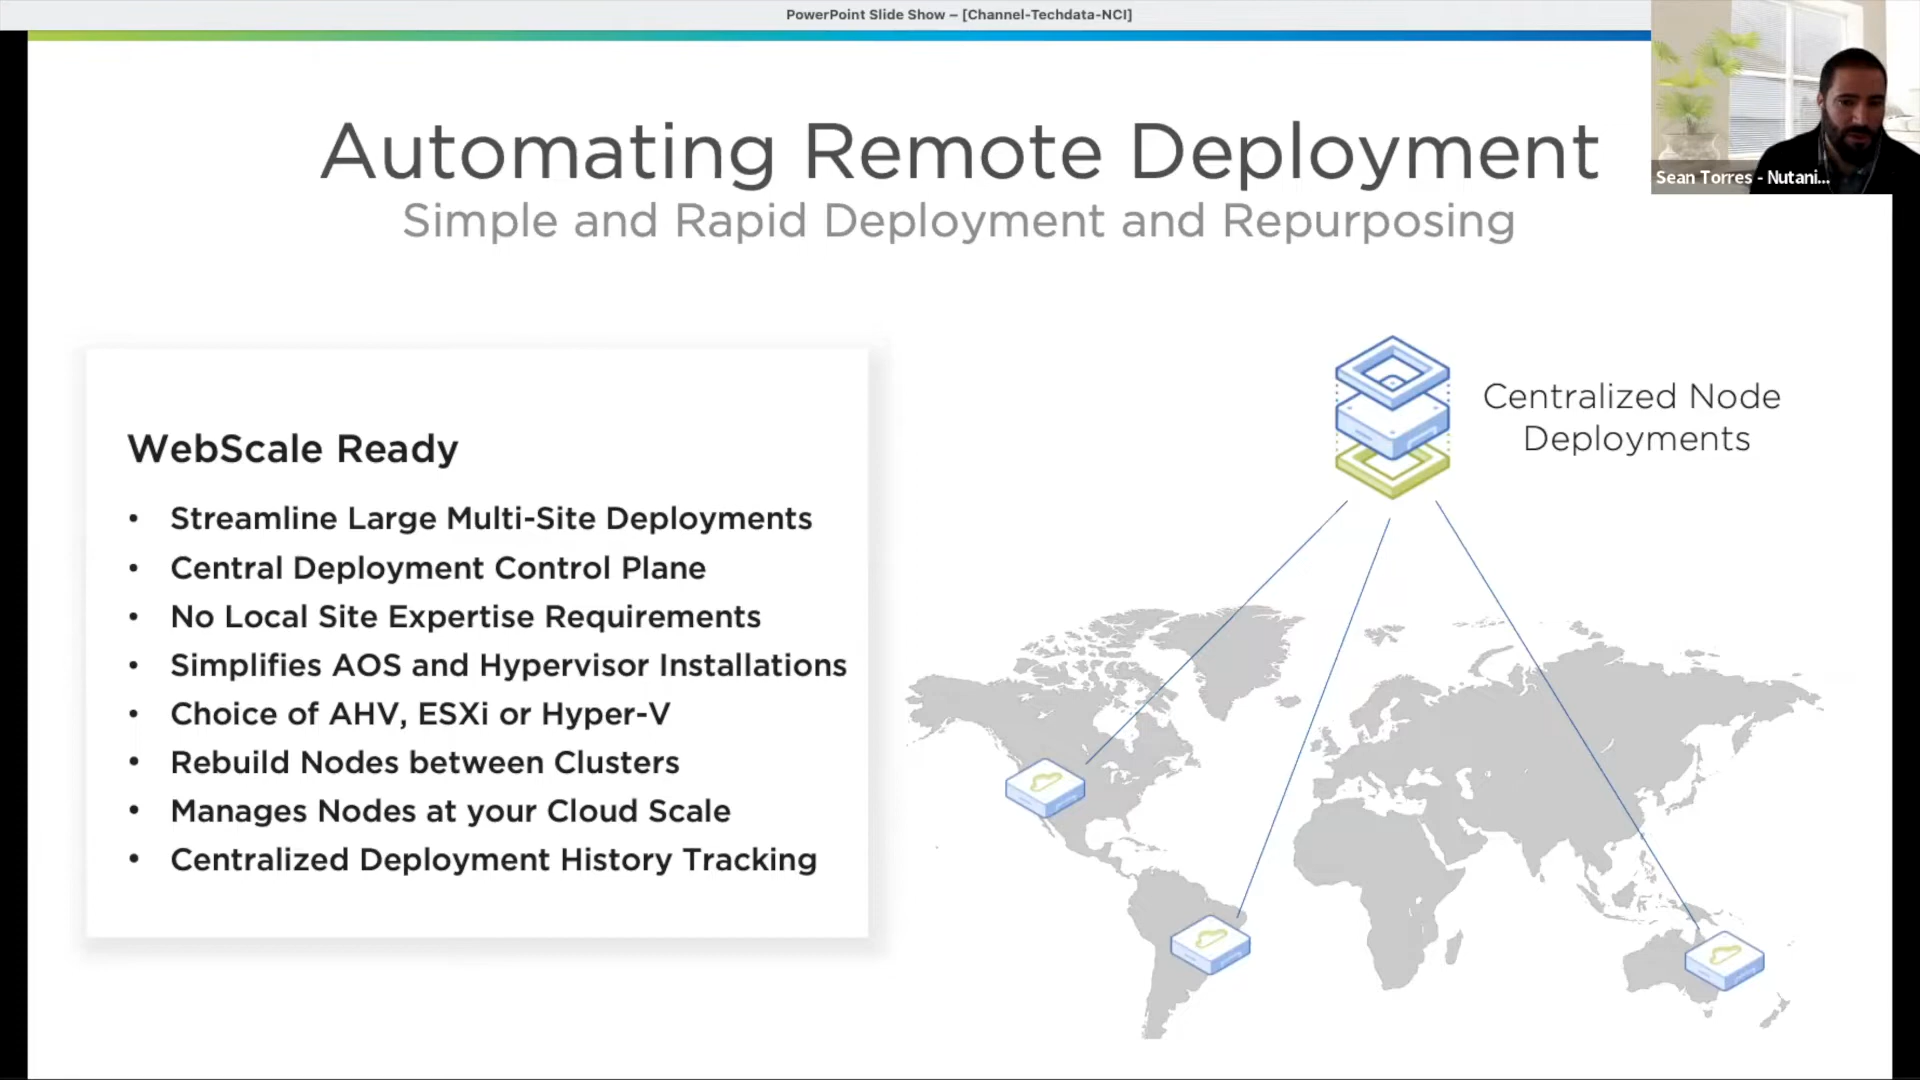 PowerPoint Slide Show – [Channel-Techdata-NCI]
Automating Remote Deployment
Simple and Rapid Deployment and Repurposing
Sean Torres - Nutani...
WebScale Ready
• Streamline Large Multi-Site Deployments
• Central Deployment Control Plane
• No Local Site Expertise Requirements
• Simplifies AOS and Hypervisor Installations
• Choice of AHV, ESXi or Hyper-V
• Rebuild Nodes between Clusters
• Manages Nodes at your Cloud Scale
• Centralized Deployment History Tracking
Centralized Node
Deployments